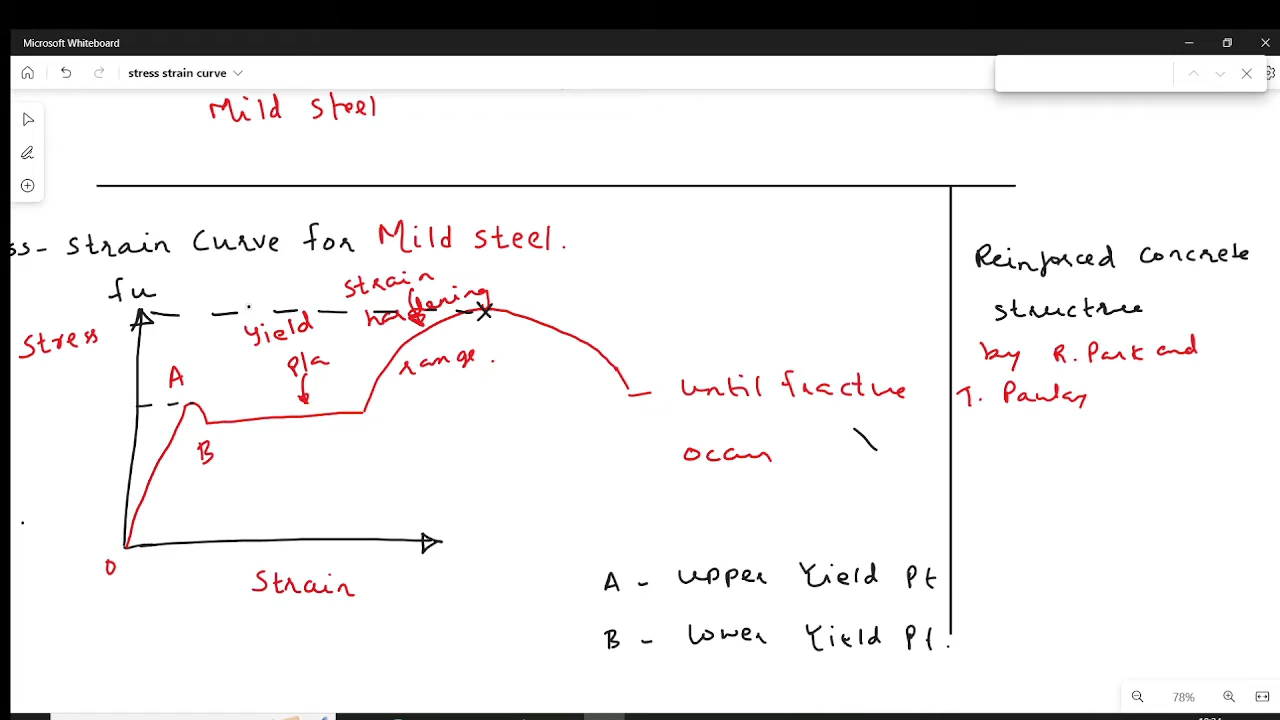 Microsoft Whiteboard
stress strain curve
Mild steel
ss- strain Curve for Mild steel.
fu
Stress
strain
hardening
range.
Yield
pla
A
B
O
Strain
until fracture
occurs
A - upper Yield Pt
B - lower Yield Pt.
Reinforced concrete
structure
by R. Park and
T. Paulay
78%